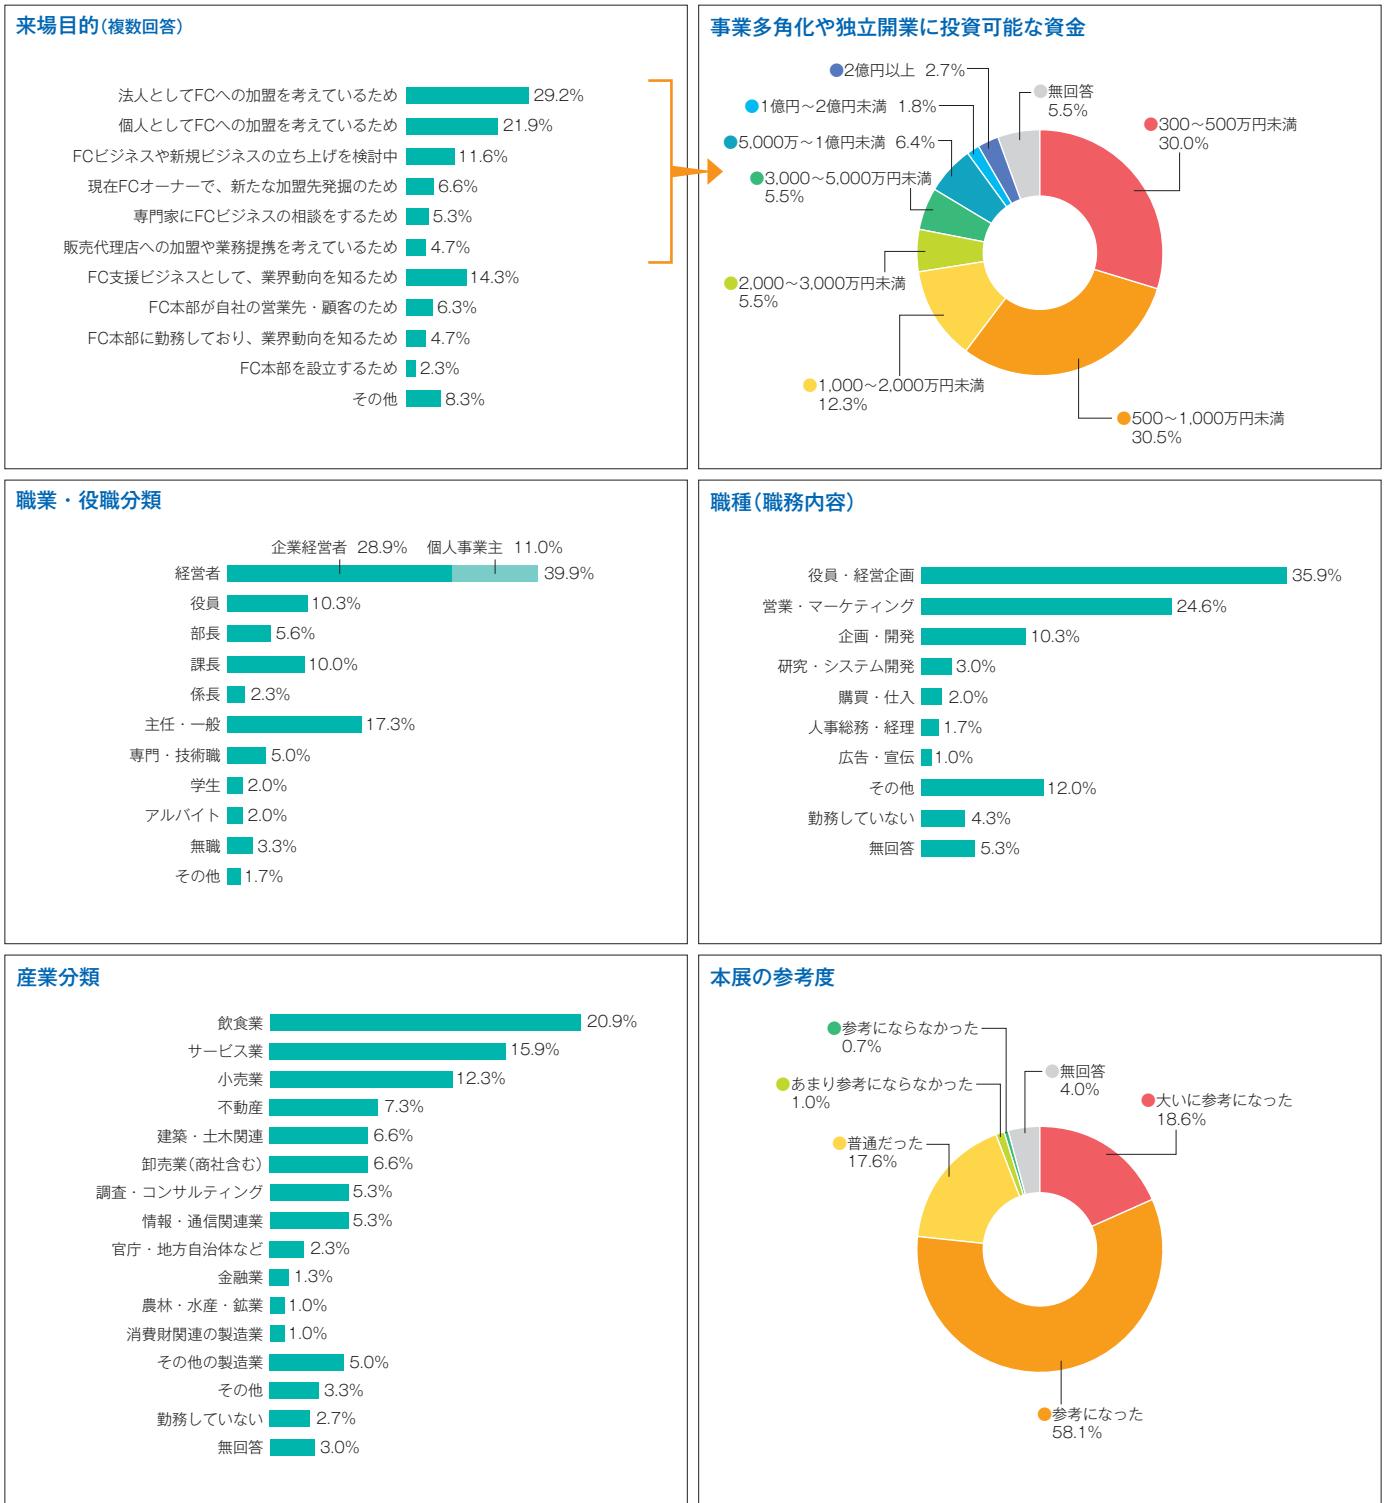 来場目的(複数回答)
法人としてFCへの加盟を考えているため 29.2%
個人としてFCへの加盟を考えているため 21.9%
FCビジネスや新規ビジネスの立ち上げを検討中 11.6%
現在FCオーナーで、新たな加盟先発掘のため 6.6%
専門家にFCビジネスの相談をするため 5.3%
販売代理店への加盟や業務提携を考えているため 4.7%
FC支援ビジネスとして、業界動向を知るため 14.3%
FC本部が自社の営業先・顧客のため 6.3%
FC本部に勤務しており、業界動向を知るため 4.7%
FC本部を設立するため 2.3%
その他 8.3%
事業多角化や独立開業に投資可能な資金
2億円以上 2.7%
1億円〜2億円未満 1.8%
5,000万〜1億円未満 6.4%
3,000〜5,000万円未満
5.5%
2,000〜3,000万円未満
5.5%
1,000〜2,000万円未満
12.3%
無回答
5.5%
300〜500万円未満
30.0%
500〜1,000万円未満
30.5%
職業・役職分類
企業経営者 28.9% 個人事業主 11.0%
経営者 39.9%
役員 10.3%
部長 5.6%
課長 10.0%
係長 2.3%
主任・一般 17.3%
専門・技術職 5.0%
学生 2.0%
アルバイト 2.0%
無職 3.3%
その他 1.7%
職種(職務内容)
役員・経営企画 35.9%
営業・マーケティング 24.6%
企画・開発 10.3%
研究・システム開発 3.0%
購買・仕入 2.0%
人事総務・経理 1.7%
広告・宣伝 1.0%
その他 12.0%
勤務していない 4.3%
無回答 5.3%
産業分類
飲食業 20.9%
サービス業 15.9%
小売業 12.3%
不動産 7.3%
建築・土木関連 6.6%
卸売業(商社含む) 6.6%
調査・コンサルティング 5.3%
情報・通信関連業 5.3%
官庁・地方自治体など 2.3%
金融業 1.3%
農林・水産・鉱業 1.0%
消費財関連の製造業 1.0%
その他の製造業 5.0%
その他 3.3%
勤務していない 2.7%
無回答 3.0%
本展の参考度
参考にならなかった
0.7%
あまり参考にならなかった
1.0%
普通だった
17.6%
無回答
4.0%
大いに参考になった
18.6%
参考になった
58.1%